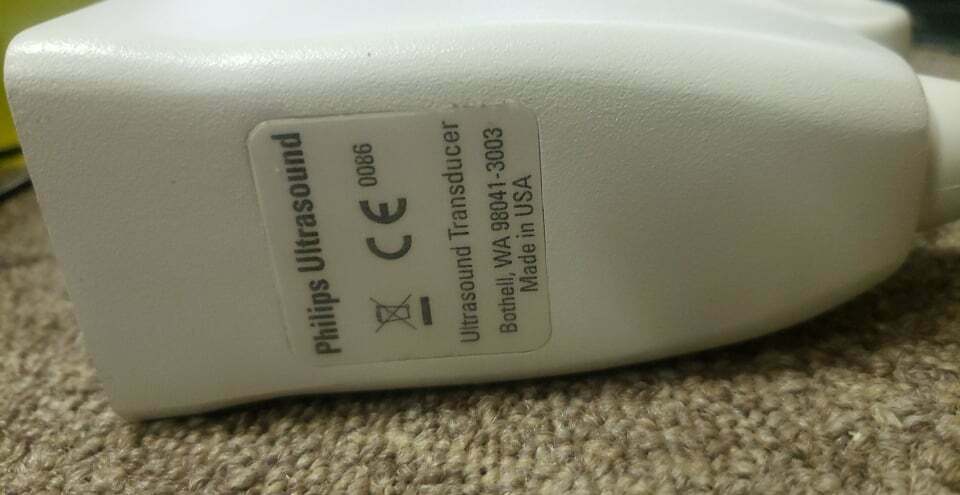 Philips Ultrasound
CE 0086
Ultrasound Transducer
Bothell, WA 98041-3003
Made in USA